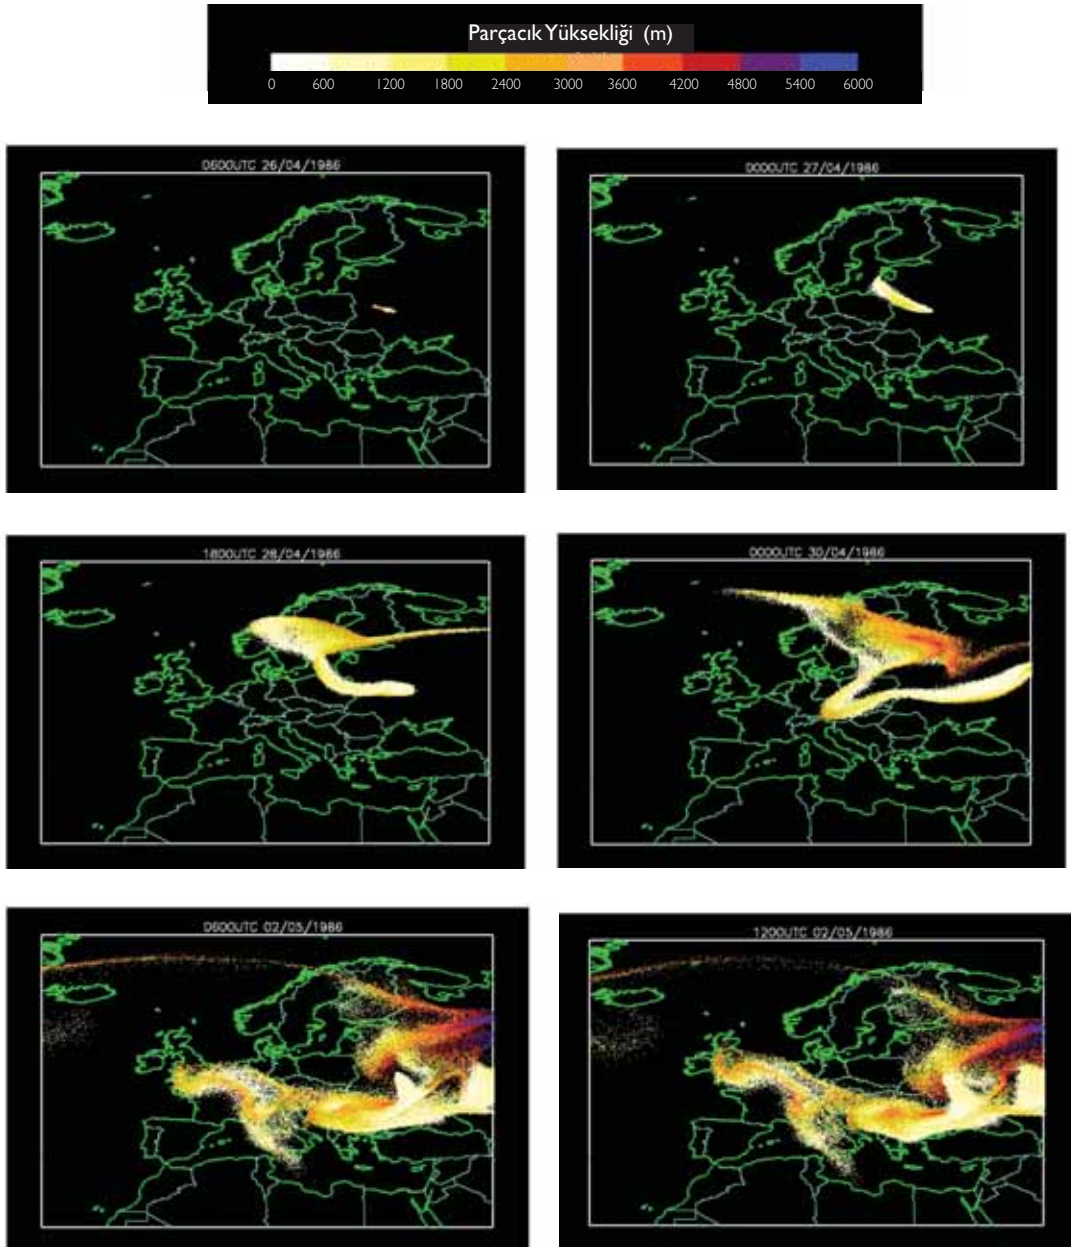 Parçacık Yüksekliği (m)
0 600 1200 1800 2400 3000 3600 4200 4800 5400 6000
0600UTC 26/04/1986
0000UTC 27/04/1986
1800UTC 28/04/1986
0000UTC 30/04/1986
0600UTC 02/05/1986
1200UTC 02/05/1986